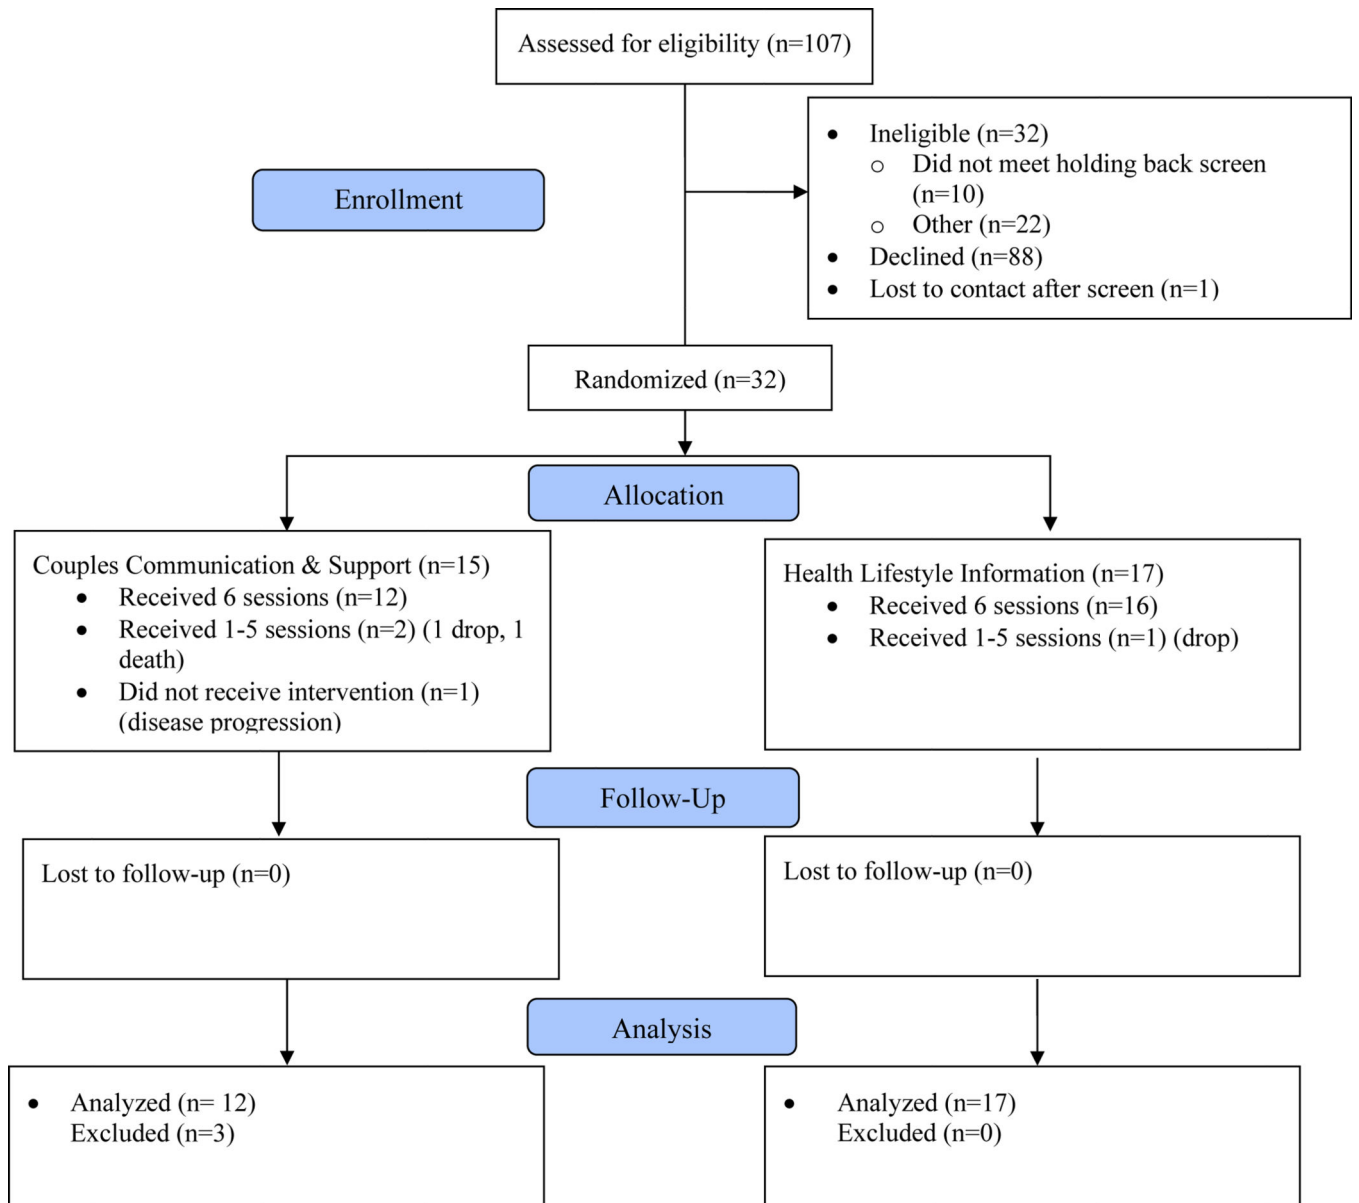 Assessed for eligibility (n=107)
• Ineligible (n=32)
o Did not meet holding back screen
(n=10)
o Other (n=22)
• Declined (n=88)
• Lost to contact after screen (n=1)
Enrollment
Randomized (n=32)
Allocation
Couples Communication & Support (n=15)
• Received 6 sessions (n=12)
• Received 1-5 sessions (n=2) (1 drop, 1
death)
• Did not receive intervention (n=1)
(disease progression)
Health Lifestyle Information (n=17)
• Received 6 sessions (n=16)
• Received 1-5 sessions (n=1) (drop)
Follow-Up
Lost to follow-up (n=0)
Lost to follow-up (n=0)
Analysis
• Analyzed (n= 12)
Excluded (n=3)
• Analyzed (n=17)
Excluded (n=0)